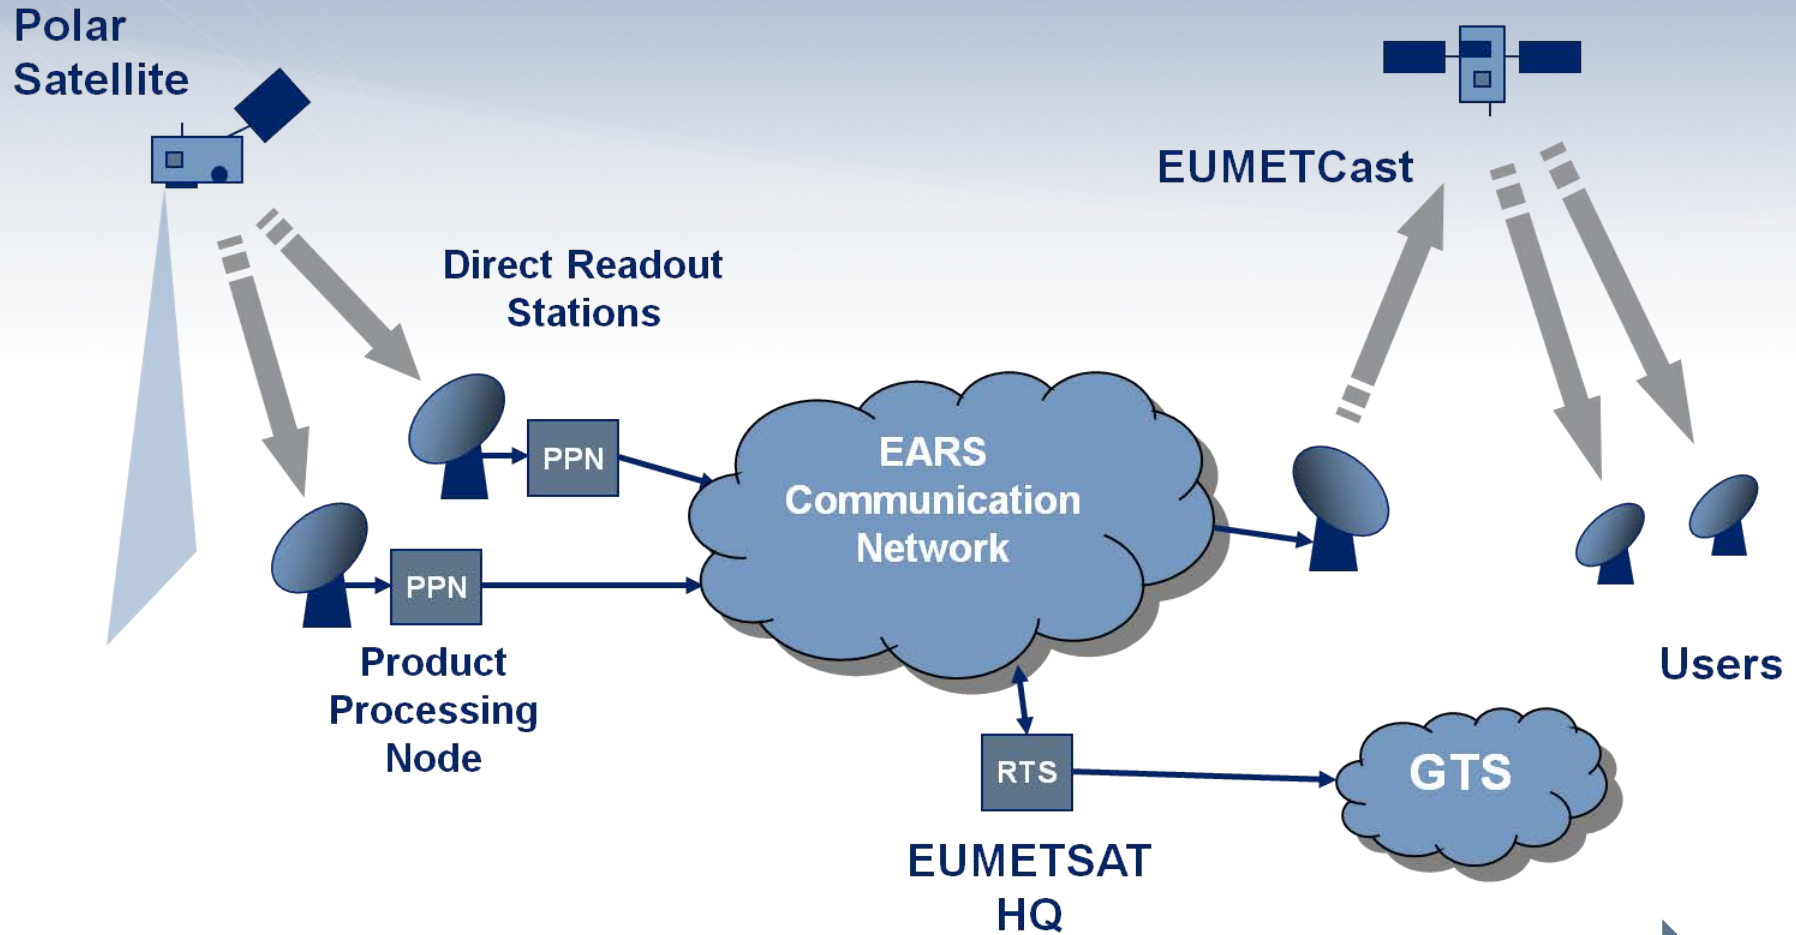 Polar
Satellite
EUMETCast
Direct Readout
Stations
PPN
EARS
Communication
Network
PPN
Product
Processing
Node
Users
RTS
GTS
EUMETSAT
HQ